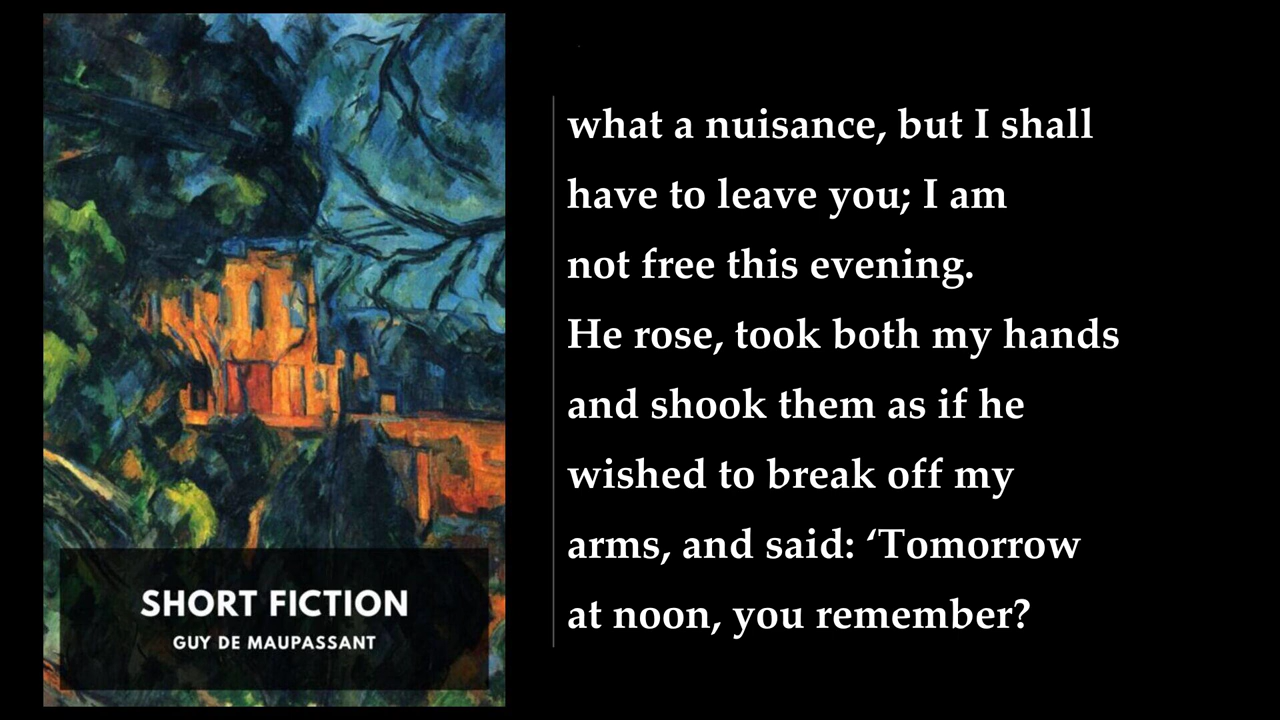 SHORT FICTION
GUY DE MAUPASSANT
what a nuisance, but I shall
have to leave you; I am
not free this evening.
He rose, took both my hands
and shook them as if he
wished to break off my
arms, and said: ‘Tomorrow
at noon, you remember?